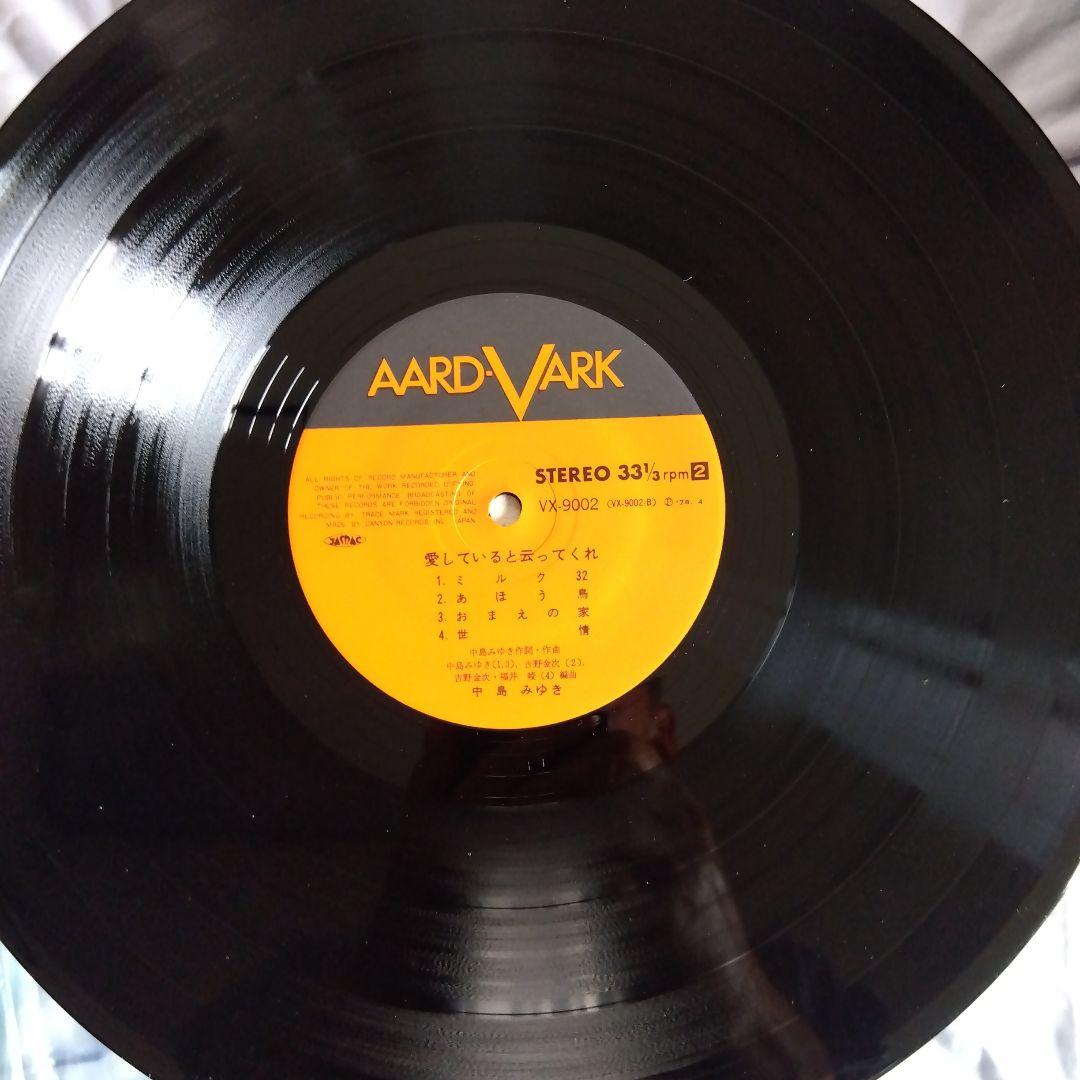 AARD-VARK
ALL RIGHTS OF RECORD MANUFACTURER AND
OWNER OF THE WORK RECORDED DURING
PUBLIC PERFORMANCE. BROADCASTING OF
THESE RECORDS ARE FORBIDDEN ORIGINAL
RECORDING BY. TRADE MARK REGISTERED AND
MADE BY CANYON RECORDS INC. JAPAN
JASRAC
STEREO 33⅓ rpm 2
VX-9002 (VX-9002-B) Ⓟ '78. 4
愛していると云ってくれ
1. ミルク 32
2. あほう鳥
3. おまえの家
4. 世情
中島みゆき作詞・作曲
中島みゆき(1.3)、吉野金次(2)、
吉野金次・福井 崚(4)編曲
中島 みゆき